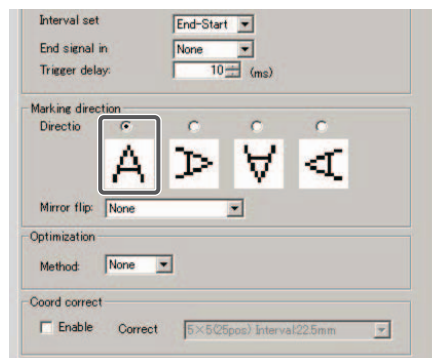 Interval set End-Start
End signal in None
Trigger delay: 10 (ms)
Marking direction
Directio
A A A A
Mirror flip: None
Optimization
Method: None
Coord correct
Enable Correct 5×5(25pos) Interval22.5mm